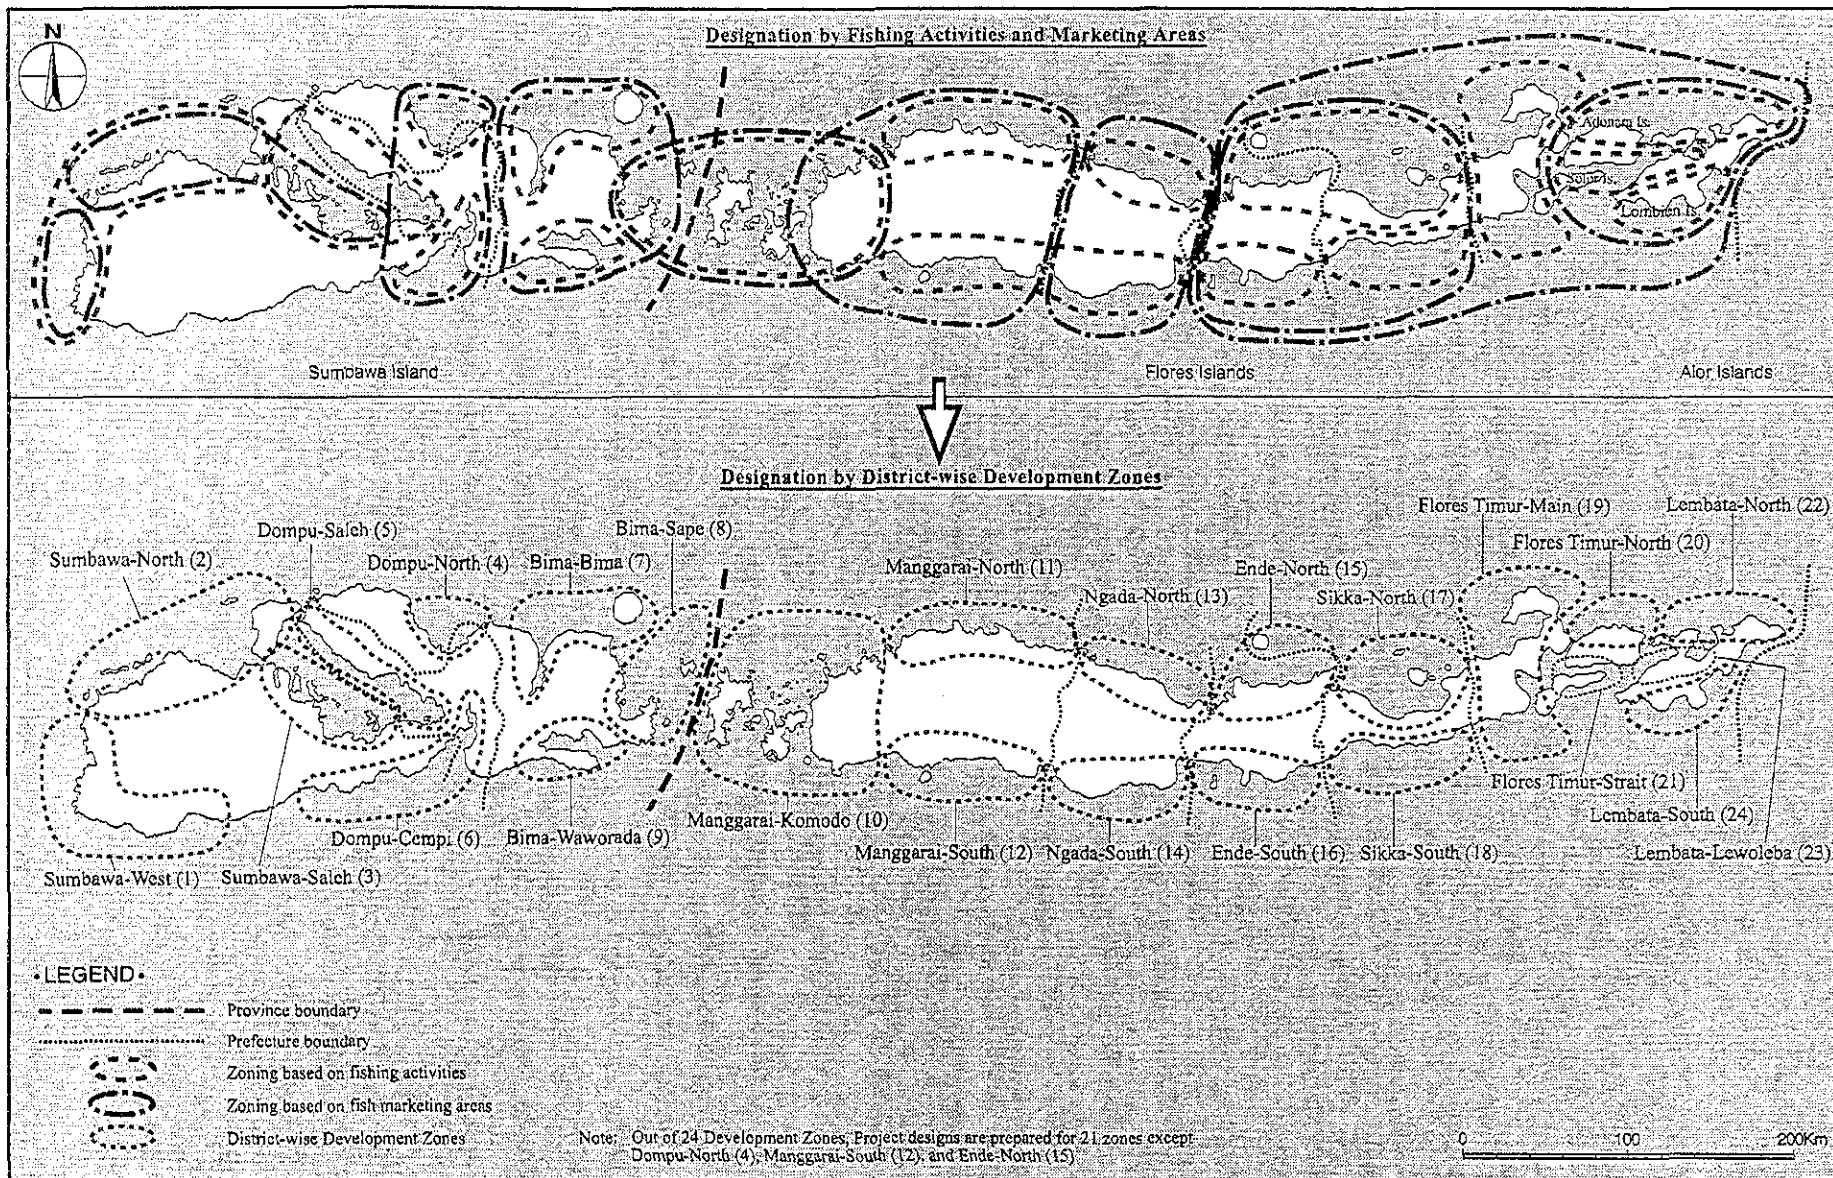 N
Designation by Fishing Activities and Marketing Areas
Adonara Is.
Solor Is.
Lomblen Is.
Sumbawa Island
Flores Islands
Alor Islands
Designation by District-wise Development Zones
Flores Timur-Main (19)
Lembata-North (22)
Dompu-Saleh (5)
Bima-Sape (8)
Flores Timur-North (20)
Sumbawa-North (2)
Dompu-North (4)
Bima-Bima (7)
Manggarai-North (11)
Ende-North (15)
Ngada-North (13)
Sikka-North (17)
Flores Timur-Strait (21)
Lembata-South (24)
Manggarai-Komodo (10)
Dompu-Cempi (6)
Bima-Waworada (9)
Manggarai-South (12)
Ngada-South (14)
Ende-South (16)
Sikka-South (18)
Lembata-Lewoleba (23)
Sumbawa-West (1)
Sumbawa-Saleh (3)
•LEGEND•
Province boundary
Prefecture boundary
Zoning based on fishing activities
Zoning based on fish marketing areas
District-wise Development Zones
Note: Out of 24 Development Zones, Project designs are prepared for 21 zones except
Dompu-North (4), Manggarai-South (12), and Ende-North (15)
0 100 200Km